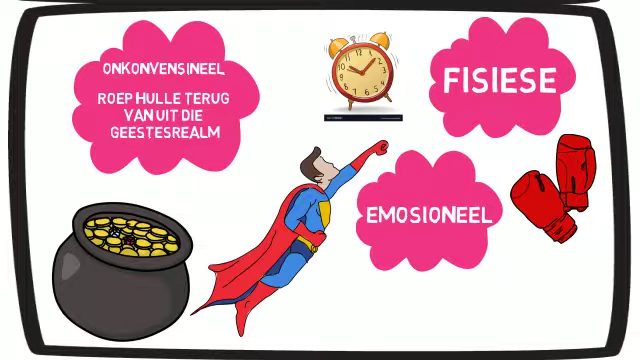 ONKONVENSINEEL
ROEP HULLE TERUG
VAN UIT DIE
GEESTESREALM
FISIESE
EMOSIONEEL